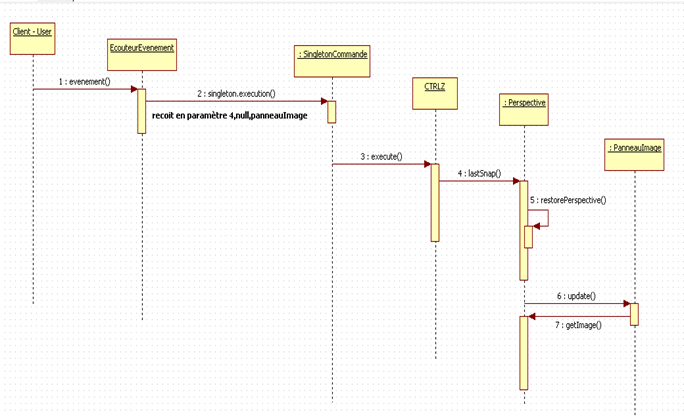 Client - User
EcouteurEvenement
: SingletonCommande
CTRLZ
: Perspective
: PanneauImage
1 : evenement()
2 : singleton.execution()
recoit en paramètre 4,null,panneauImage
3 : execute()
4 : lastSnap()
5 : restorePerspective()
6 : update()
7 : getImage()